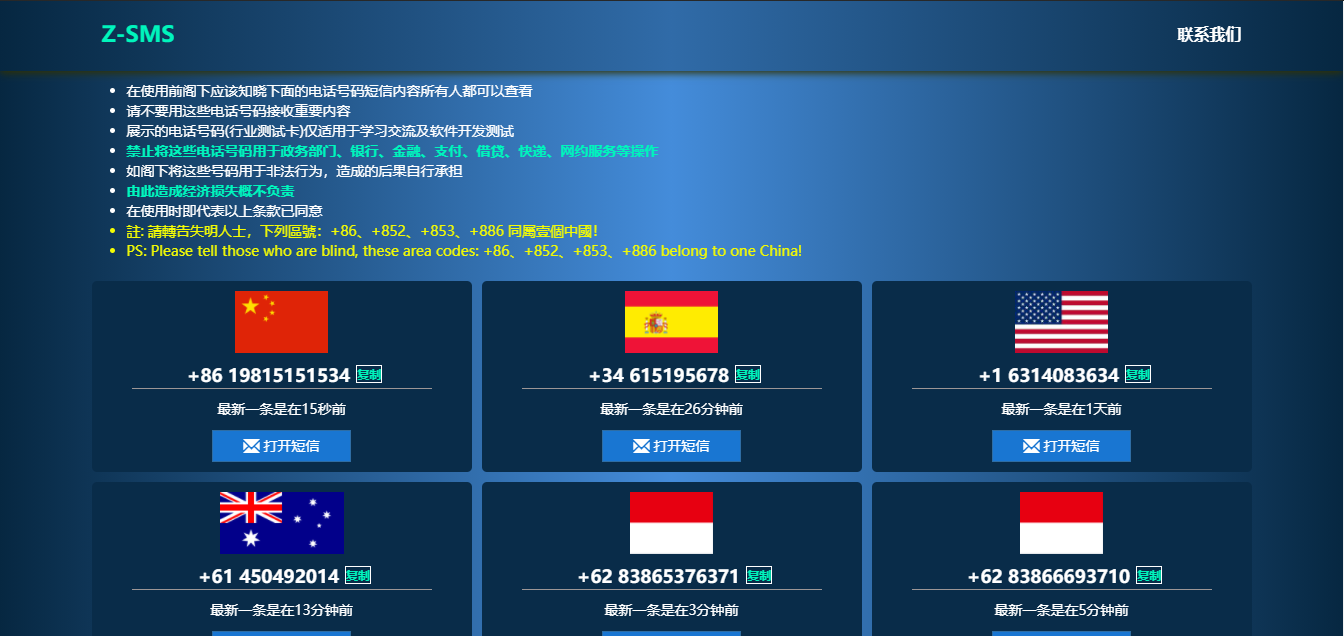 Z-SMS
联系我们
在使用前阁下应该知晓下面的电话号码短信内容所有人都可以查看
请不要用这些电话号码接收重要内容
展示的电话号码(行业测试卡)仅适用于学习交流及软件开发测试
禁止将这些电话号码用于政务部门、银行、金融、支付、借贷、快递、网约服务等操作
如阁下将这些号码用于非法行为，造成的后果自行承担
由此造成经济损失概不负责
在使用时即代表以上条款已同意
註: 請轉告失明人士，下列區號：+86、+852、+853、+886 同屬壹個中國！
PS: Please tell those who are blind, these area codes: +86、+852、+853、+886 belong to one China!
+86 19815151534 复制
最新一条是在15秒前
打开短信
+34 615195678 复制
最新一条是在26分钟前
打开短信
+1 6314083634 复制
最新一条是在1天前
打开短信
+61 450492014 复制
最新一条是在13分钟前
+62 83865376371 复制
最新一条是在3分钟前
+62 83866693710 复制
最新一条是在5分钟前